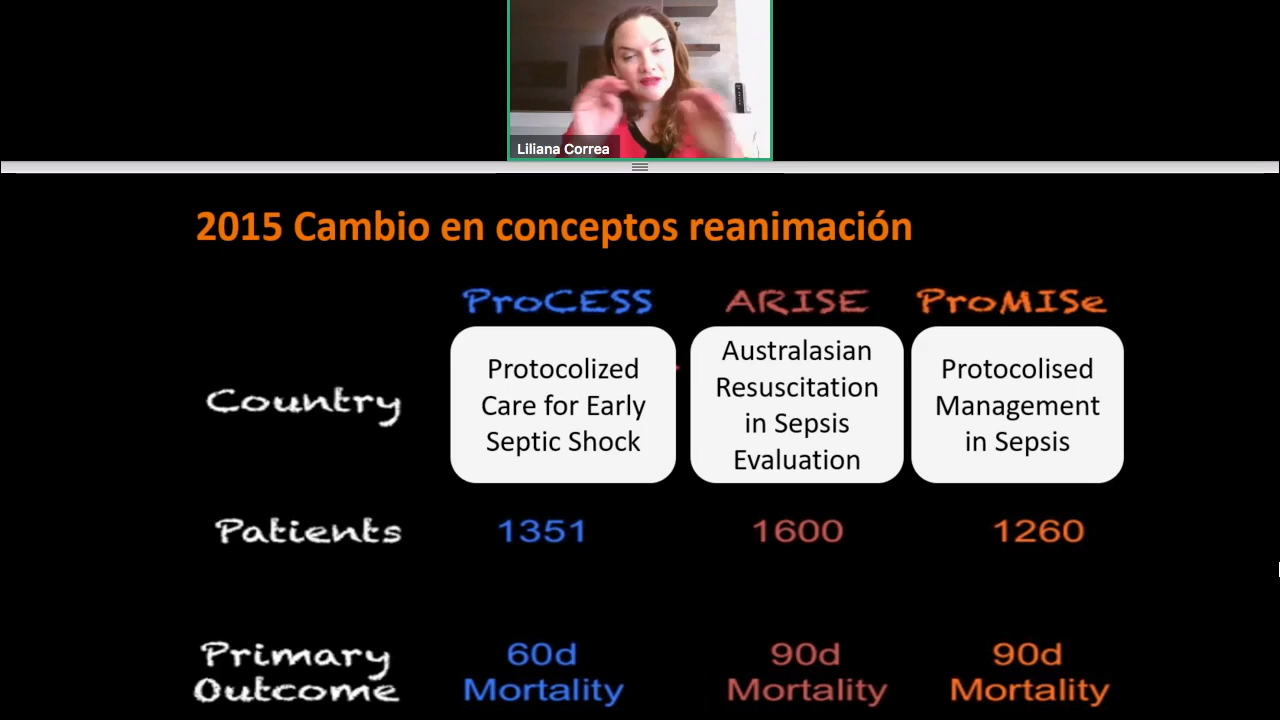 Liliana Correa
2015 Cambio en conceptos reanimación
ProCESS ARISE ProMISe
Country
Protocolized
Care for Early
Septic Shock
Australasian
Resuscitation
in Sepsis
Evaluation
Protocolised
Management
in Sepsis
Patients 1351 1600 1260
Primary
Outcome
60d
Mortality
90d
Mortality
90d
Mortality